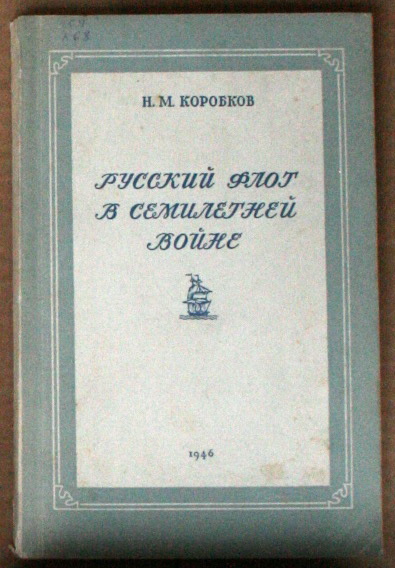 Н. М. КОРОБКОВ
РУССКИЙ ФЛОТ
В СЕМИЛЕТНЕЙ
ВОЙНЕ
1946